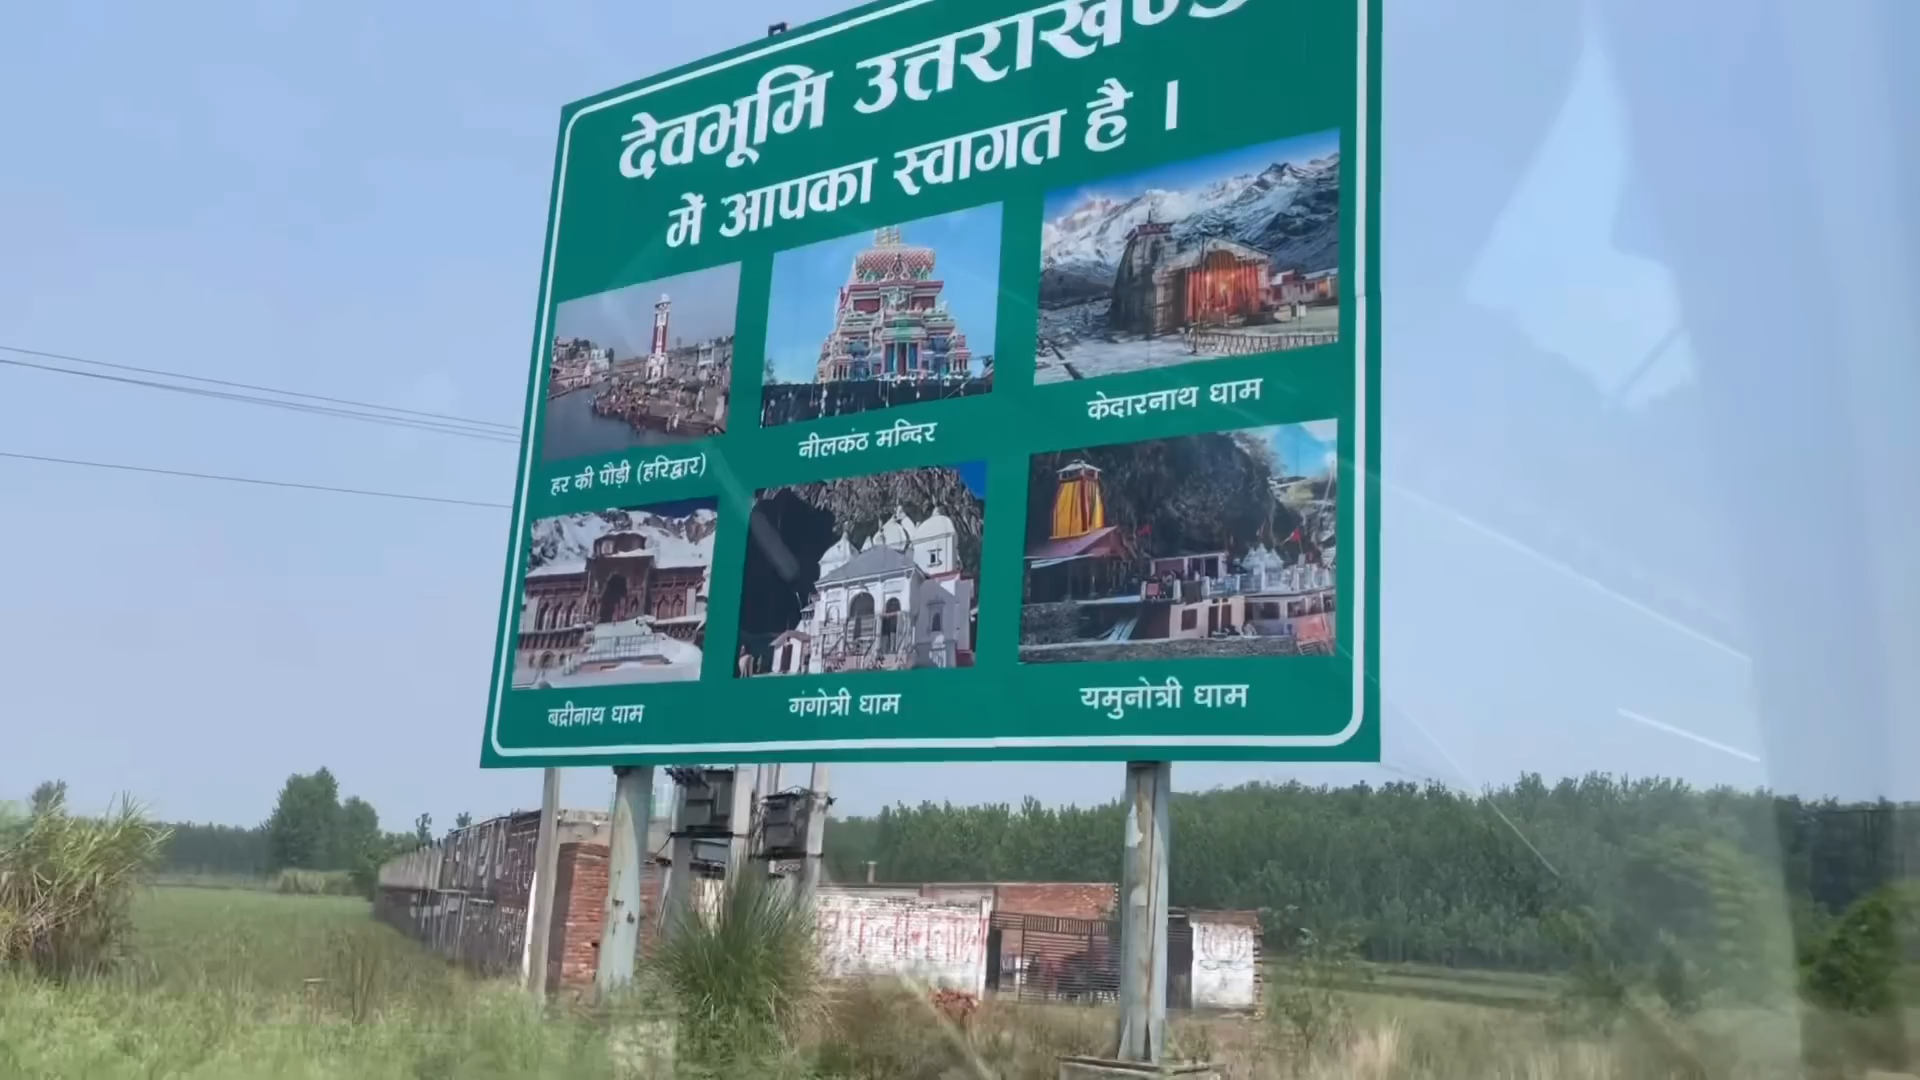 देवभूमि उत्तराखण्ड
में आपका स्वागत है ।
हर की पौड़ी (हरिद्वार)
नीलकंठ मन्दिर
केदारनाथ धाम
बद्रीनाथ धाम
गंगोत्री धाम
यमुनोत्री धाम